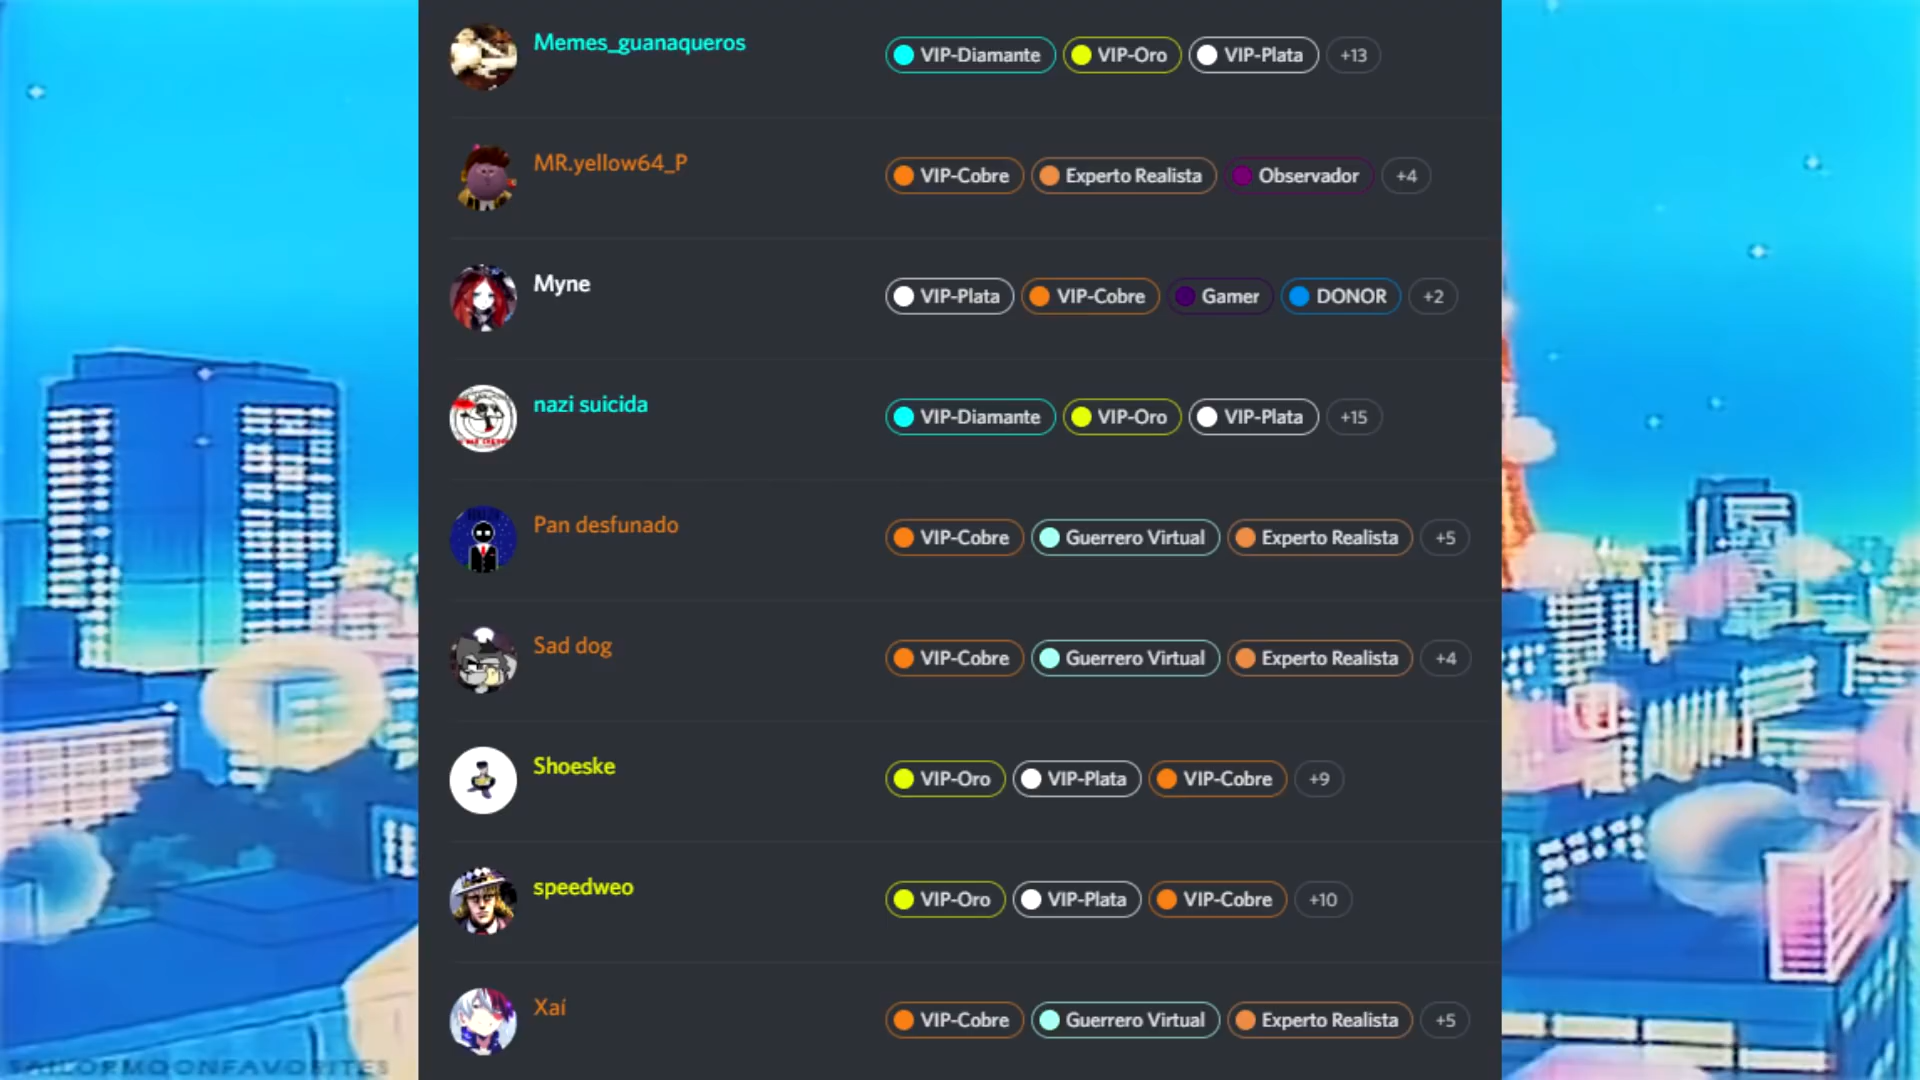 Memes_guanaqueros
VIP-Diamante VIP-Oro VIP-Plata +13
MR.yellow64_P
VIP-Cobre Experto Realista Observador +4
Myne
VIP-Plata VIP-Cobre Gamer DONOR +2
nazi suicida
VIP-Diamante VIP-Oro VIP-Plata +15
Pan desfunado
VIP-Cobre Guerrero Virtual Experto Realista +5
Sad dog
VIP-Cobre Guerrero Virtual Experto Realista +4
Shoeske
VIP-Oro VIP-Plata VIP-Cobre +9
speedweo
VIP-Oro VIP-Plata VIP-Cobre +10
Xaí
VIP-Cobre Guerrero Virtual Experto Realista +5
SAILORMOONFAVORITES